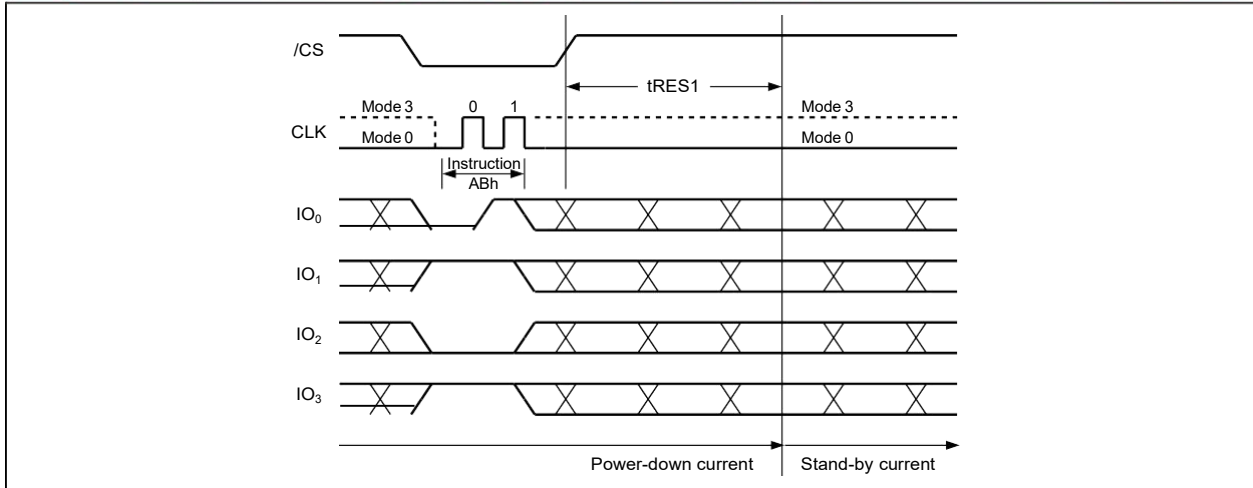 /CS
tRES1
Mode 3 0 1 Mode 3
CLK
Mode 0 Mode 0
Instruction
ABh
IO₀
IO₁
IO₂
IO₃
Power-down current Stand-by current